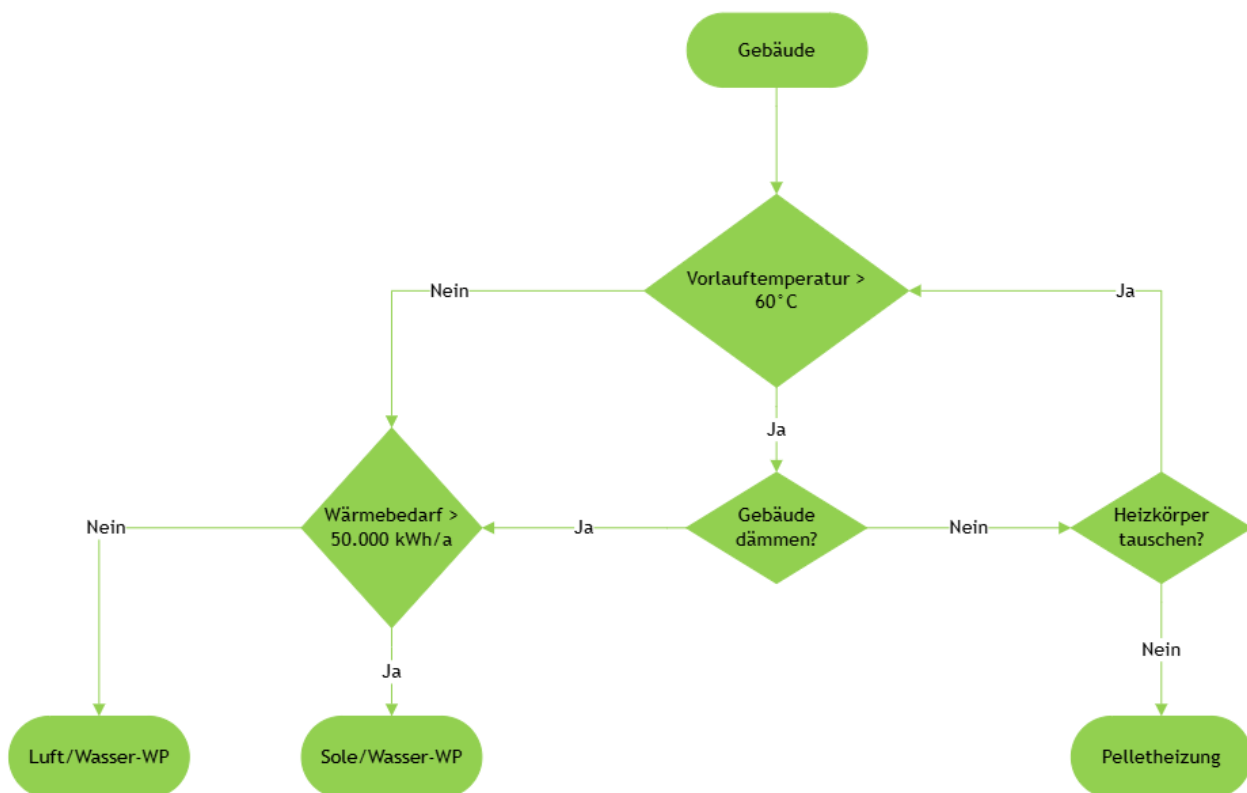 Gebäude
Vorlauftemperatur >
60°C
Nein
Ja
Ja
Wärmebedarf >
50.000 kWh/a
Gebäude
dämmen?
Heizkörper
tauschen?
Nein
Ja
Nein
Ja
Nein
Luft/Wasser-WP
Sole/Wasser-WP
Pelletheizung